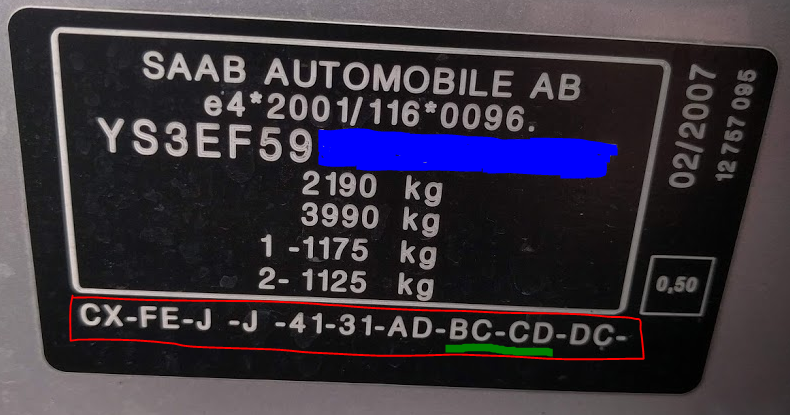 SAAB AUTOMOBILE AB
e4*2001/116*0096.
YS3EF59
2190 kg
3990 kg
1 -1175 kg
2- 1125 kg
CX-FE-J -J -41-31-AD-BC-CD-DC-
02/2007
12 757 095
0,50